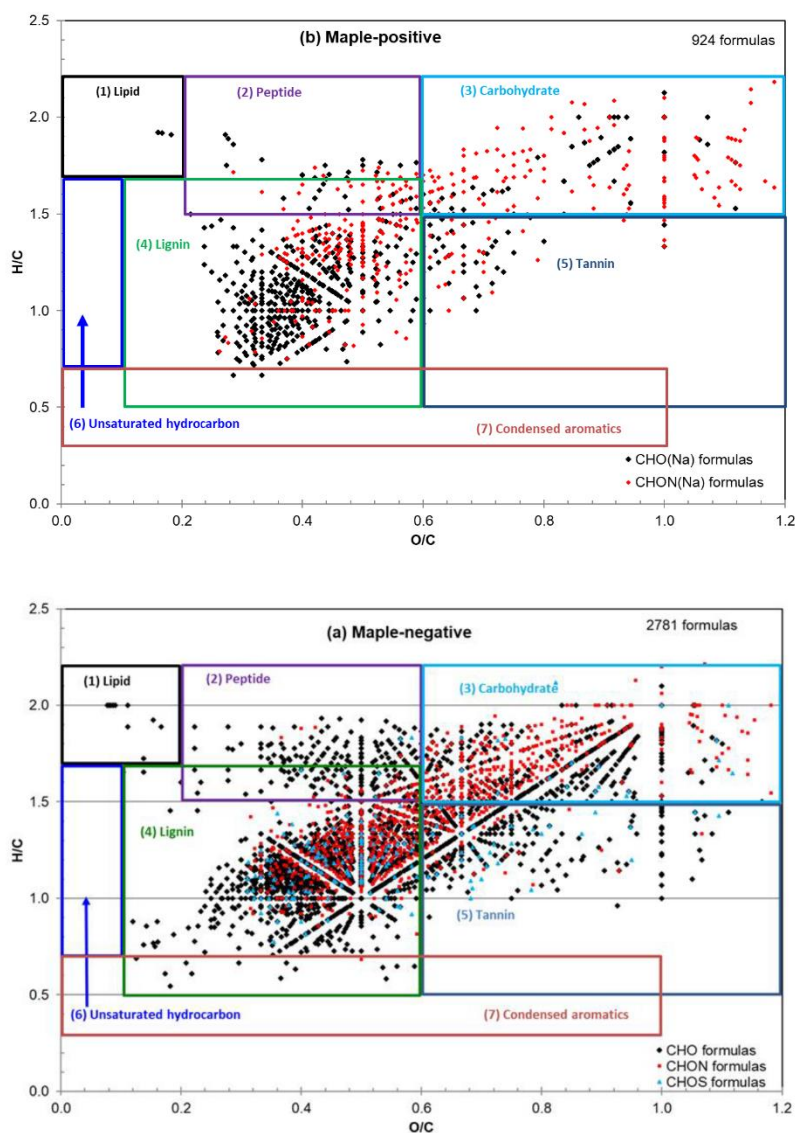 2.5
(b) Maple-positive
924 formulas
(1) Lipid
(2) Peptide
(3) Carbohydrate
2.0
1.5
H/C
(4) Lignin
(5) Tannin
1.0
0.5
(6) Unsaturated hydrocarbon
(7) Condensed aromatics
CHO(Na) formulas
CHON(Na) formulas
0.0
0.0 0.2 0.4 0.6 0.8 1.0 1.2
O/C
2.5
(a) Maple-negative
2781 formulas
(1) Lipid
(2) Peptide
(3) Carbohydrate
2.0
1.5
H/C
(4) Lignin
1.0
(5) Tannin
0.5
(6) Unsaturated hydrocarbon
(7) Condensed aromatics
CHO formulas
CHON formulas
CHOS formulas
0.0
0.0 0.2 0.4 0.6 0.8 1.0 1.2
O/C